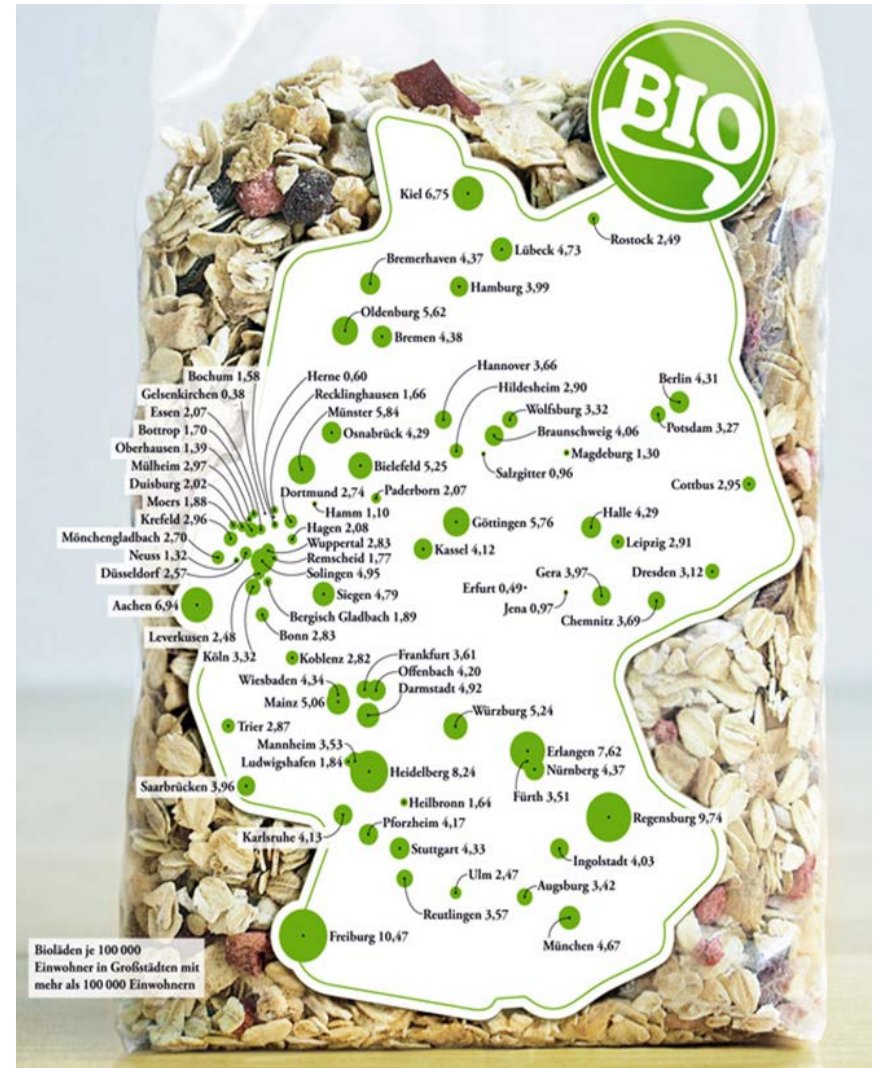 BIO
Kiel 6,75
Rostock 2,49
Lübeck 4,73
Bremerhaven 4,37
Hamburg 3,99
Oldenburg 5,62
Bremen 4,38
Hannover 3,66
Bochum 1,58
Herne 0,60
Hildesheim 2,90
Berlin 4,31
Gelsenkirchen 0,38
Recklinghausen 1,66
Essen 2,07
Münster 5,84
Wolfsburg 3,32
Potsdam 3,27
Bottrop 1,70
Osnabrück 4,29
Braunschweig 4,06
Oberhausen 1,39
Magdeburg 1,30
Mülheim 2,97
Bielefeld 5,25
Salzgitter 0,96
Duisburg 2,02
Dortmund 2,74
Paderborn 2,07
Cottbus 2,95
Moers 1,88
Hamm 1,10
Halle 4,29
Krefeld 2,96
Hagen 2,08
Göttingen 5,76
Mönchengladbach 2,70
Wuppertal 2,83
Leipzig 2,91
Neuss 1,32
Remscheid 1,77
Kassel 4,12
Düsseldorf 2,57
Solingen 4,95
Gera 3,97
Dresden 3,12
Erfurt 0,49
Siegen 4,79
Aachen 6,94
Jena 0,97
Bergisch Gladbach 1,89
Chemnitz 3,69
Leverkusen 2,48
Bonn 2,83
Köln 3,32
Koblenz 2,82
Frankfurt 3,61
Offenbach 4,20
Wiesbaden 4,34
Darmstadt 4,92
Mainz 5,06
Würzburg 5,24
Trier 2,87
Mannheim 3,53
Erlangen 7,62
Ludwigshafen 1,84
Heidelberg 8,24
Nürnberg 4,37
Saarbrücken 3,96
Fürth 3,51
Heilbronn 1,64
Regensburg 9,74
Pforzheim 4,17
Karlsruhe 4,13
Stuttgart 4,33
Ingolstadt 4,03
Ulm 2,47
Augsburg 3,42
Reutlingen 3,57
Freiburg 10,47
München 4,67
Bioläden je 100 000
Einwohner in Großstädten mit
mehr als 100 000 Einwohnern